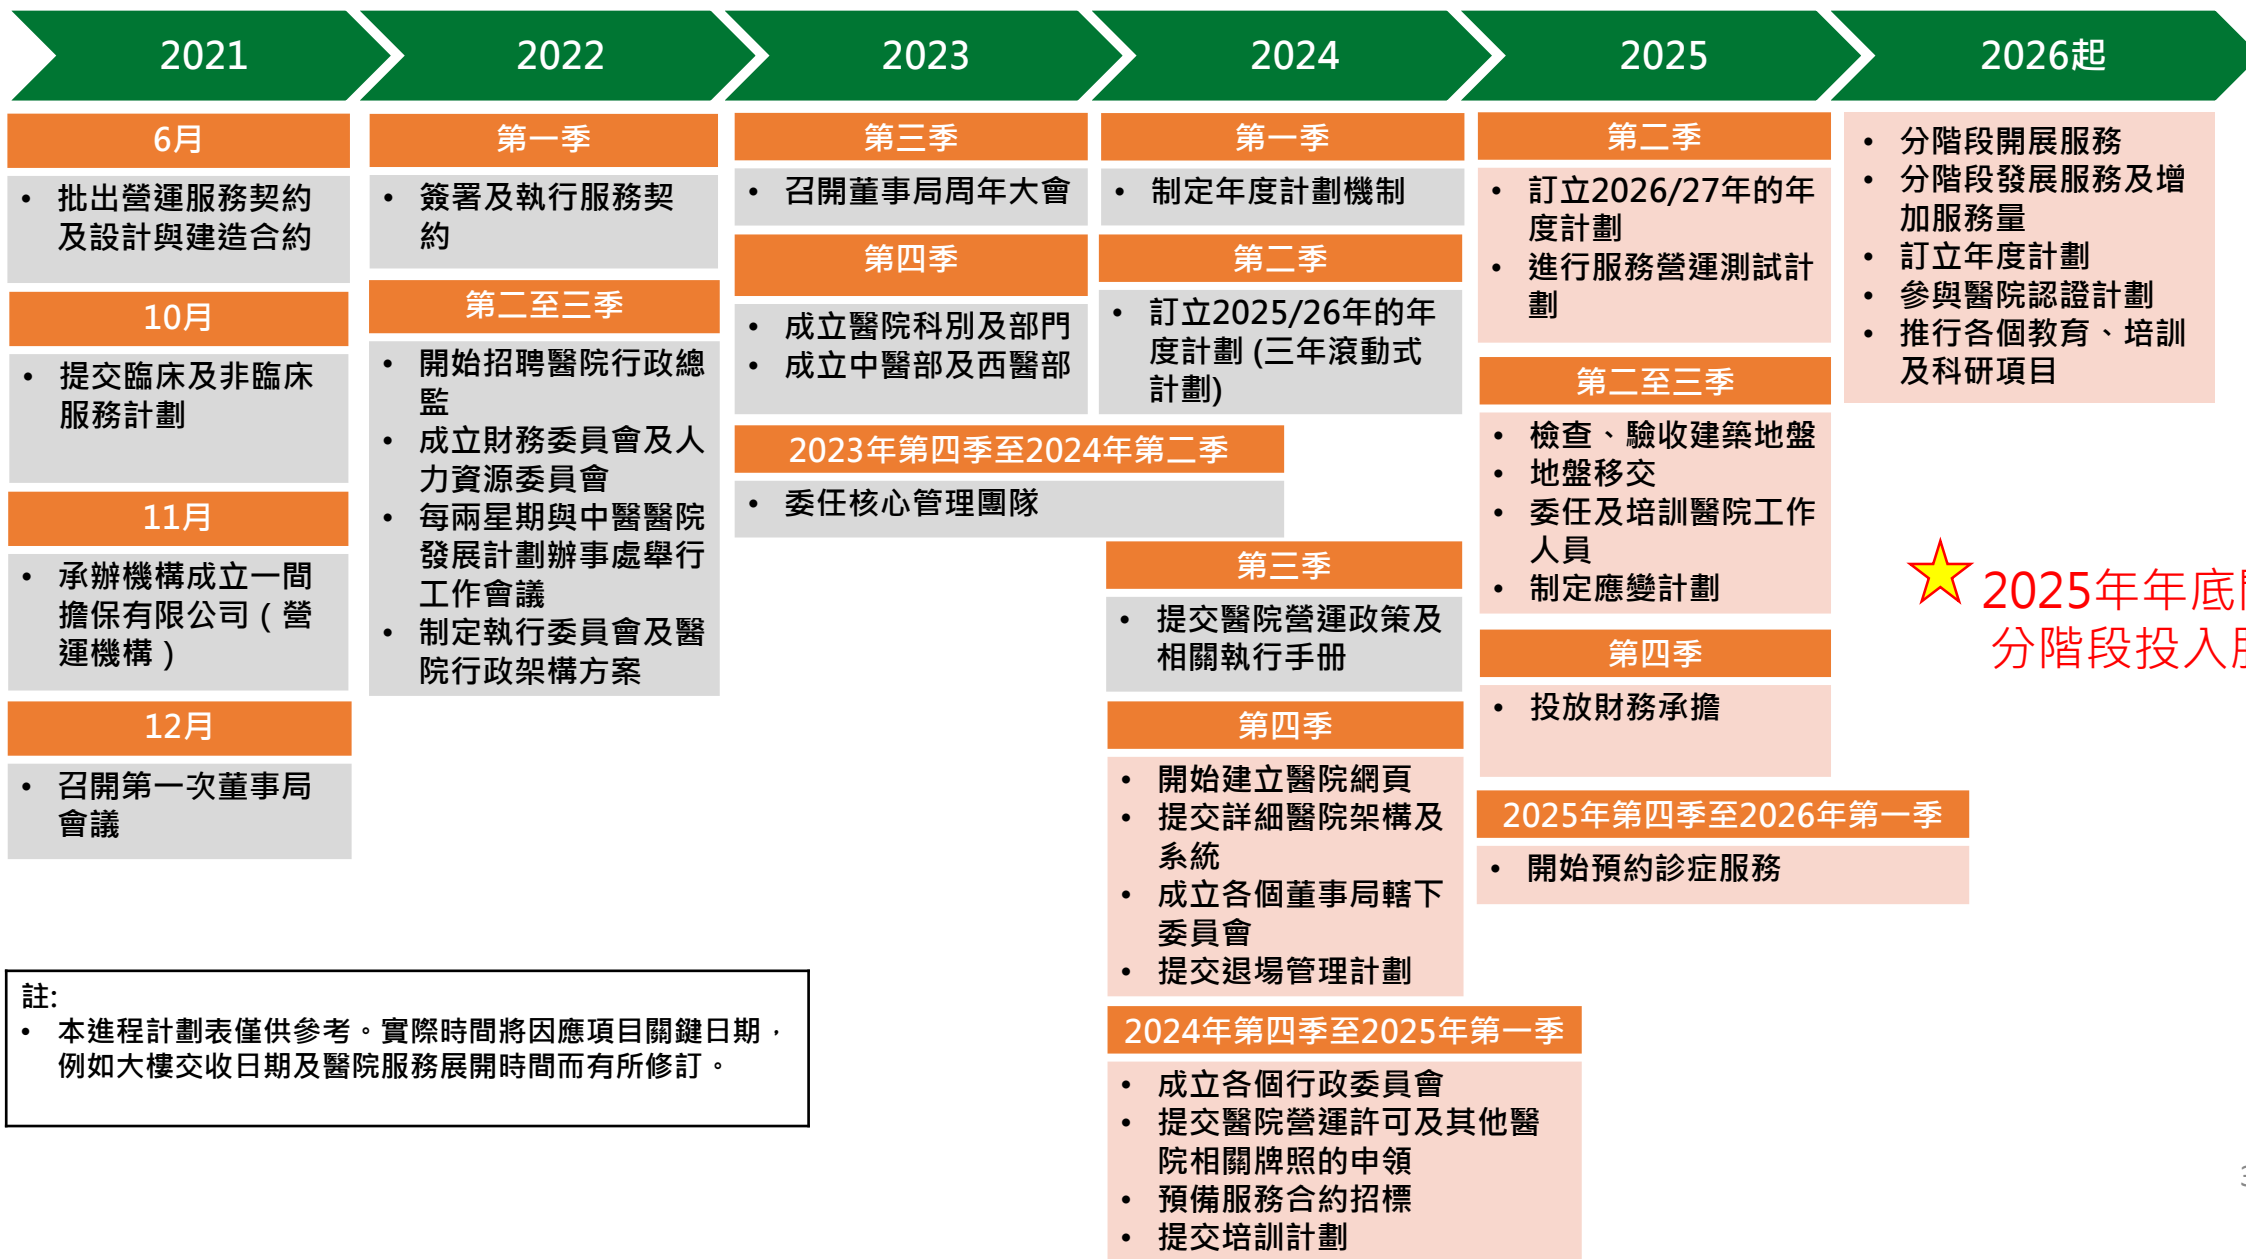 2021
2022
2023
2024
2025
2026起
6月
• 批出營運服務契約
及設計與建造合約
10月
• 提交臨床及非臨床
服務計劃
11月
• 承辦機構成立一間
擔保有限公司（營
運機構）
12月
• 召開第一次董事局
會議
第一季
• 簽署及執行服務契
約
第二至三季
• 開始招聘醫院行政總
監
• 成立財務委員會及人
力資源委員會
• 每兩星期與中醫醫院
發展計劃辦事處舉行
工作會議
• 制定執行委員會及醫
院行政架構方案
第三季
• 召開董事局周年大會
第四季
• 成立醫院科別及部門
• 成立中醫部及西醫部
2023年第四季至2024年第二季
• 委任核心管理團隊
第一季
• 制定年度計劃機制
第二季
• 訂立2025/26年的年
度計劃 (三年滾動式
計劃)
第三季
• 提交醫院營運政策及
相關執行手册
第四季
• 開始建立醫院網頁
• 提交詳細醫院架構及
系統
• 成立各個董事局轄下
委員會
• 提交退場管理計劃
2024年第四季至2025年第一季
• 成立各個行政委員會
• 提交醫院營運許可及其他醫
院相關牌照的申領
• 預備服務合約招標
• 提交培訓計劃
第二季
• 訂立2026/27年的年
度計劃
• 進行服務營運測試計
劃
第二至三季
• 檢查、驗收建築地盤
• 地盤移交
• 委任及培訓醫院工作
人員
• 制定應變計劃
第四季
• 投放財務承擔
2025年第四季至2026年第一季
• 開始預約診症服務
• 分階段開展服務
• 分階段發展服務及增
加服務量
• 訂立年度計劃
• 參與醫院認證計劃
• 推行各個教育、培訓
及科研項目
2025年年底
分階段投入
註:
• 本進程計劃表僅供參考。實際時間將因應項目關鍵日期，
例如大樓交收日期及醫院服務展開時間而有所修訂。